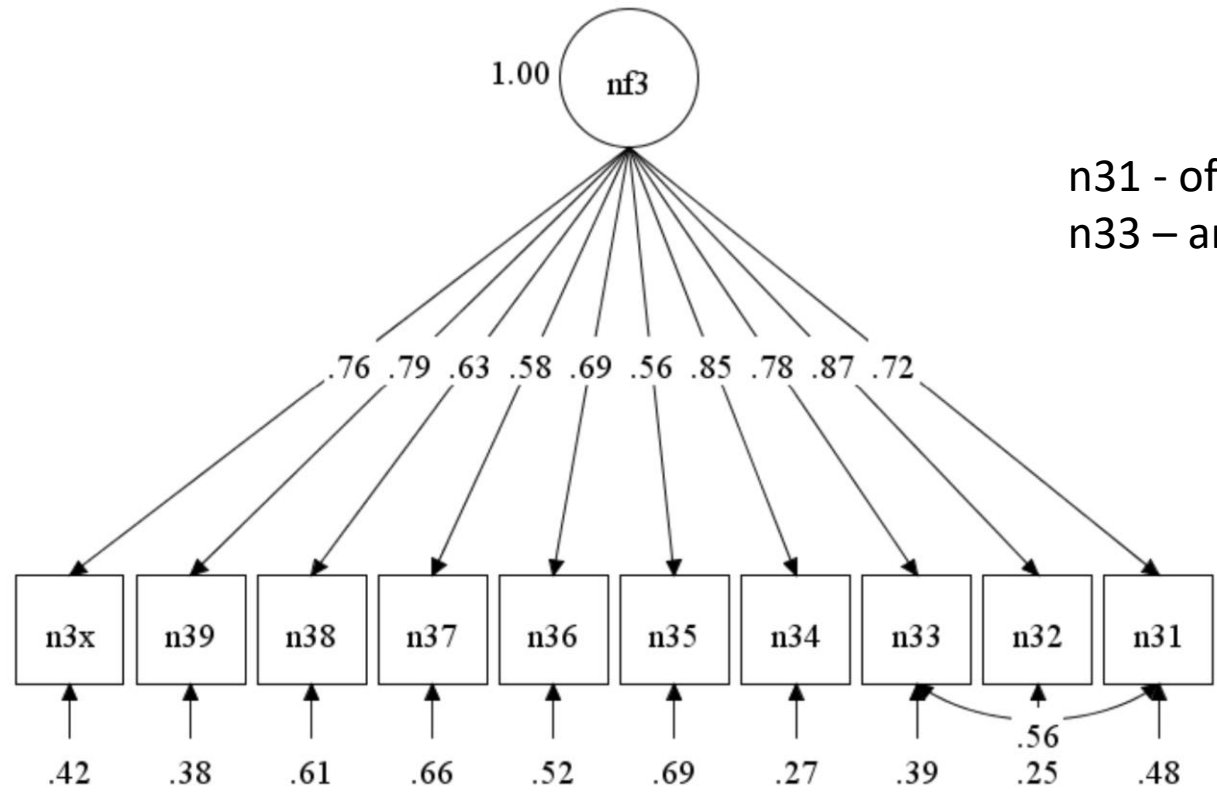 1.00 nf3
n31 - of
n33 –
.76 .79 .63 .58 .69 .56 .85 .78 .87 .72
n3x n39 n38 n37 n36 n35 n34 n33 n32 n31
.56
.42 .38 .61 .66 .52 .69 .27 .39 .25 .48